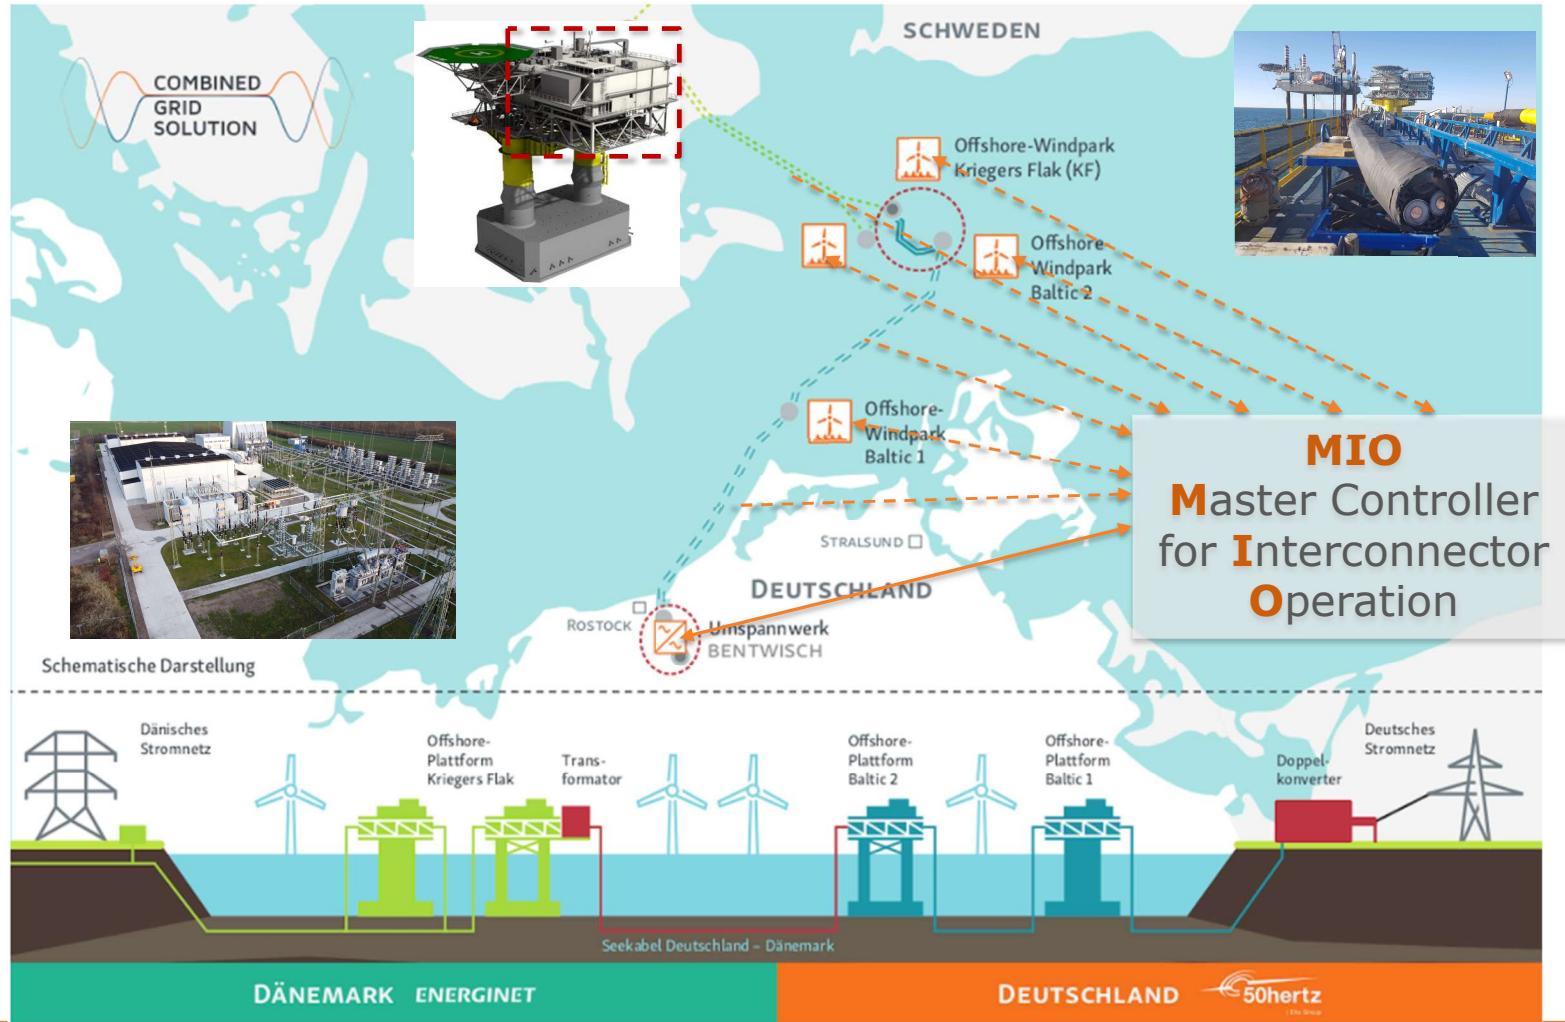 SCHWEDEN
COMBINED
GRID
SOLUTION
Offshore-Windpark
Kriegers Flak (KF)
Offshore
Windpark
Baltic 2
Offshore-
Windpark
Baltic 1
MIO
Master Controller
for Interconnector
Operation
STRALSUND
DEUTSCHLAND
ROSTOCK
Umspannwerk
BENTWISCH
Schematische Darstellung
Dänisches
Stromnetz
Offshore-
Plattform
Kriegers Flak
Trans-
formator
Offshore-
Plattform
Baltic 2
Offshore-
Plattform
Baltic 1
Doppel-
konverter
Deutsches
Stromnetz
Seekabel Deutschland – Dänemark
DÄNEMARK ENERGINET
DEUTSCHLAND 50hertz